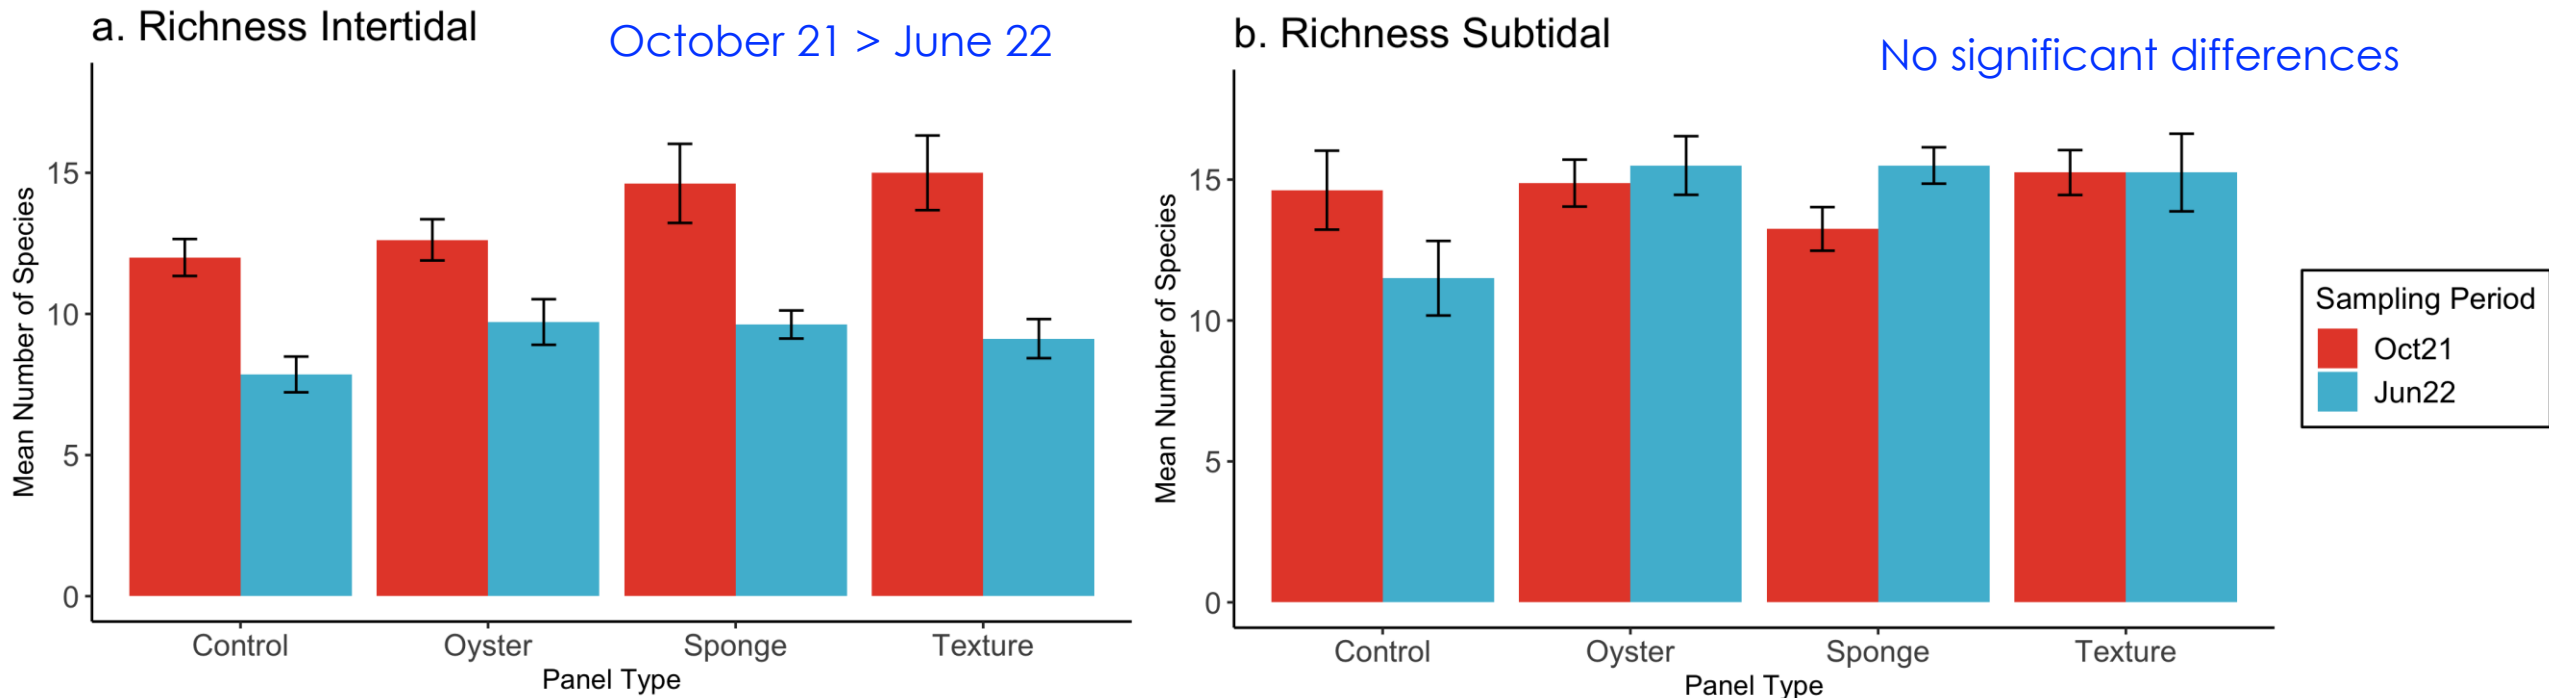 a. Richness Intertidal
October 21 > June 22
Mean Number of Species
15
10
5
0
Control Oyster Sponge Texture
Panel Type
b. Richness Subtidal
No significant differences
Mean Number of Species
15
10
5
0
Control Oyster Sponge Texture
Panel Type
Sampling Period
Oct21
Jun22